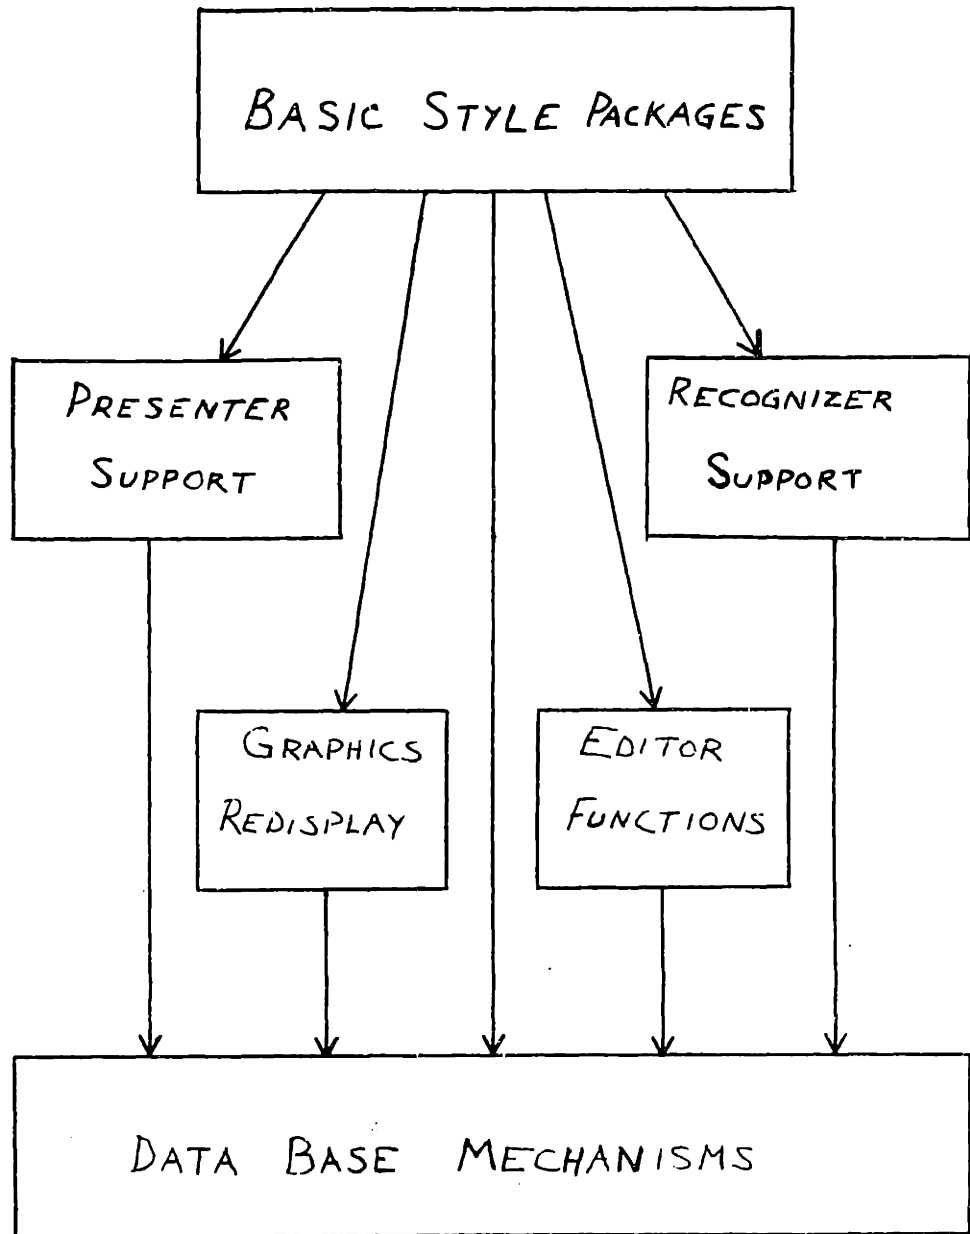 BASIC STYLE PACKAGES
PRESENTER
SUPPORT
RECOGNIZER
SUPPORT
GRAPHICS
REDISPLAY
EDITOR
FUNCTIONS
DATA BASE MECHANISMS